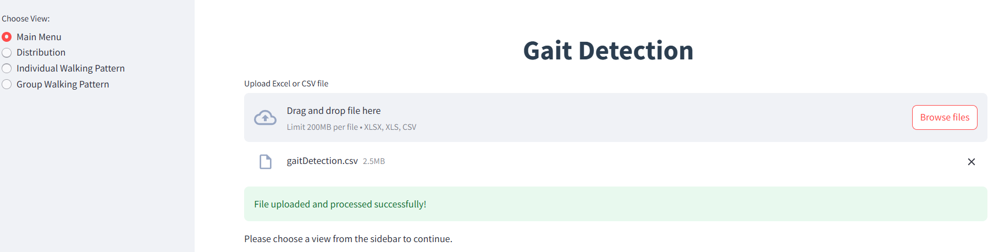 Choose View:
Main Menu
Distribution
Individual Walking Pattern
Group Walking Pattern
Gait Detection
Upload Excel or CSV file
Drag and drop file here
Limit 200MB per file • XLSX, XLS, CSV
Browse files
gaitDetection.csv 2.5MB
File uploaded and processed successfully!
Please choose a view from the sidebar to continue.